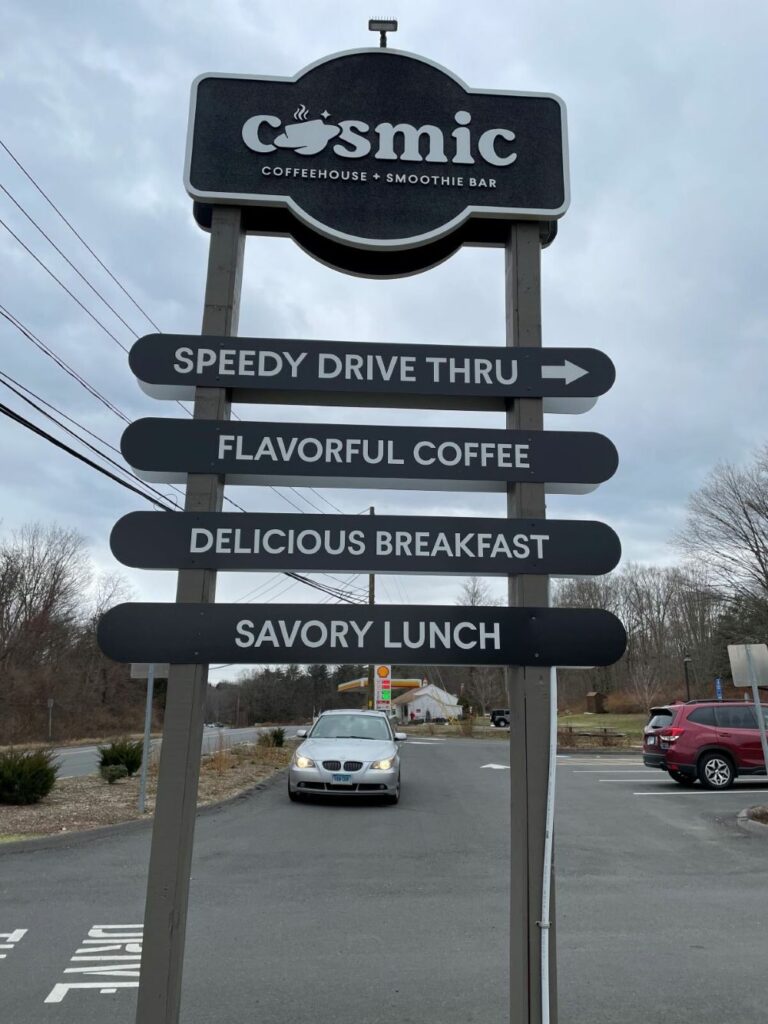 Cosmic
COFFEEHOUSE + SMOOTHIE BAR
SPEEDY DRIVE THRU →
FLAVORFUL COFFEE
DELICIOUS BREAKFAST
SAVORY LUNCH
DRIVE